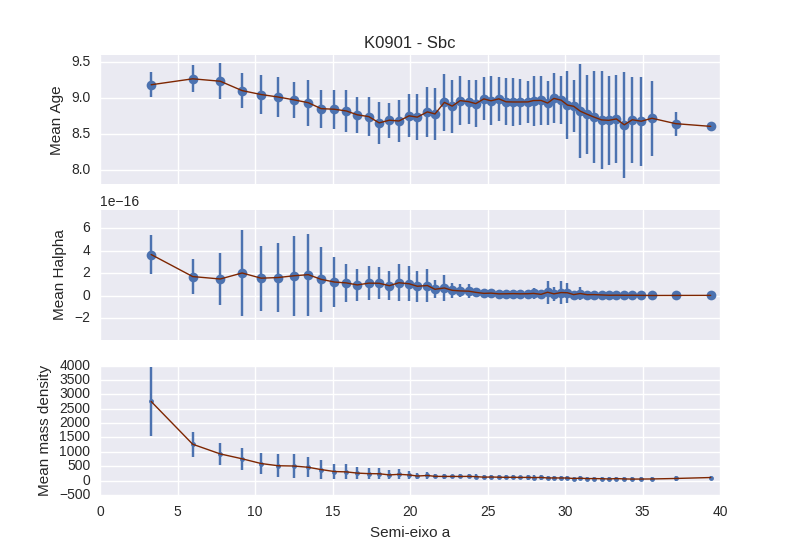 K0901 - Sbc
9.5
9.0
8.5
8.0
Mean Age
1e−16
6
4
2
0
−2
Mean Halpha
4000
3500
3000
2500
2000
1500
1000
500
0
−500
Mean mass density
0 5 10 15 20 25 30 35 40
Semi-eixo a